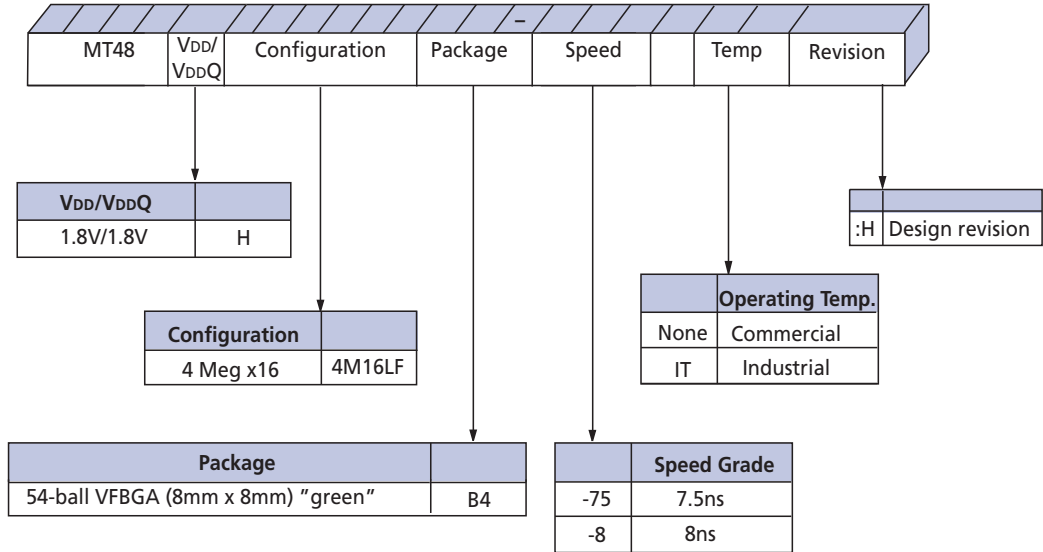 –
MT48 VDD/ VDDQ Configuration Package Speed Temp Revision
VDD/VDDQ
1.8V/1.8V H
:H Design revision
Operating Temp.
None Commercial
IT Industrial
Configuration
4 Meg x16 4M16LF
Package
54-ball VFBGA (8mm x 8mm) ”green” B4
Speed Grade
-75 7.5ns
-8 8ns